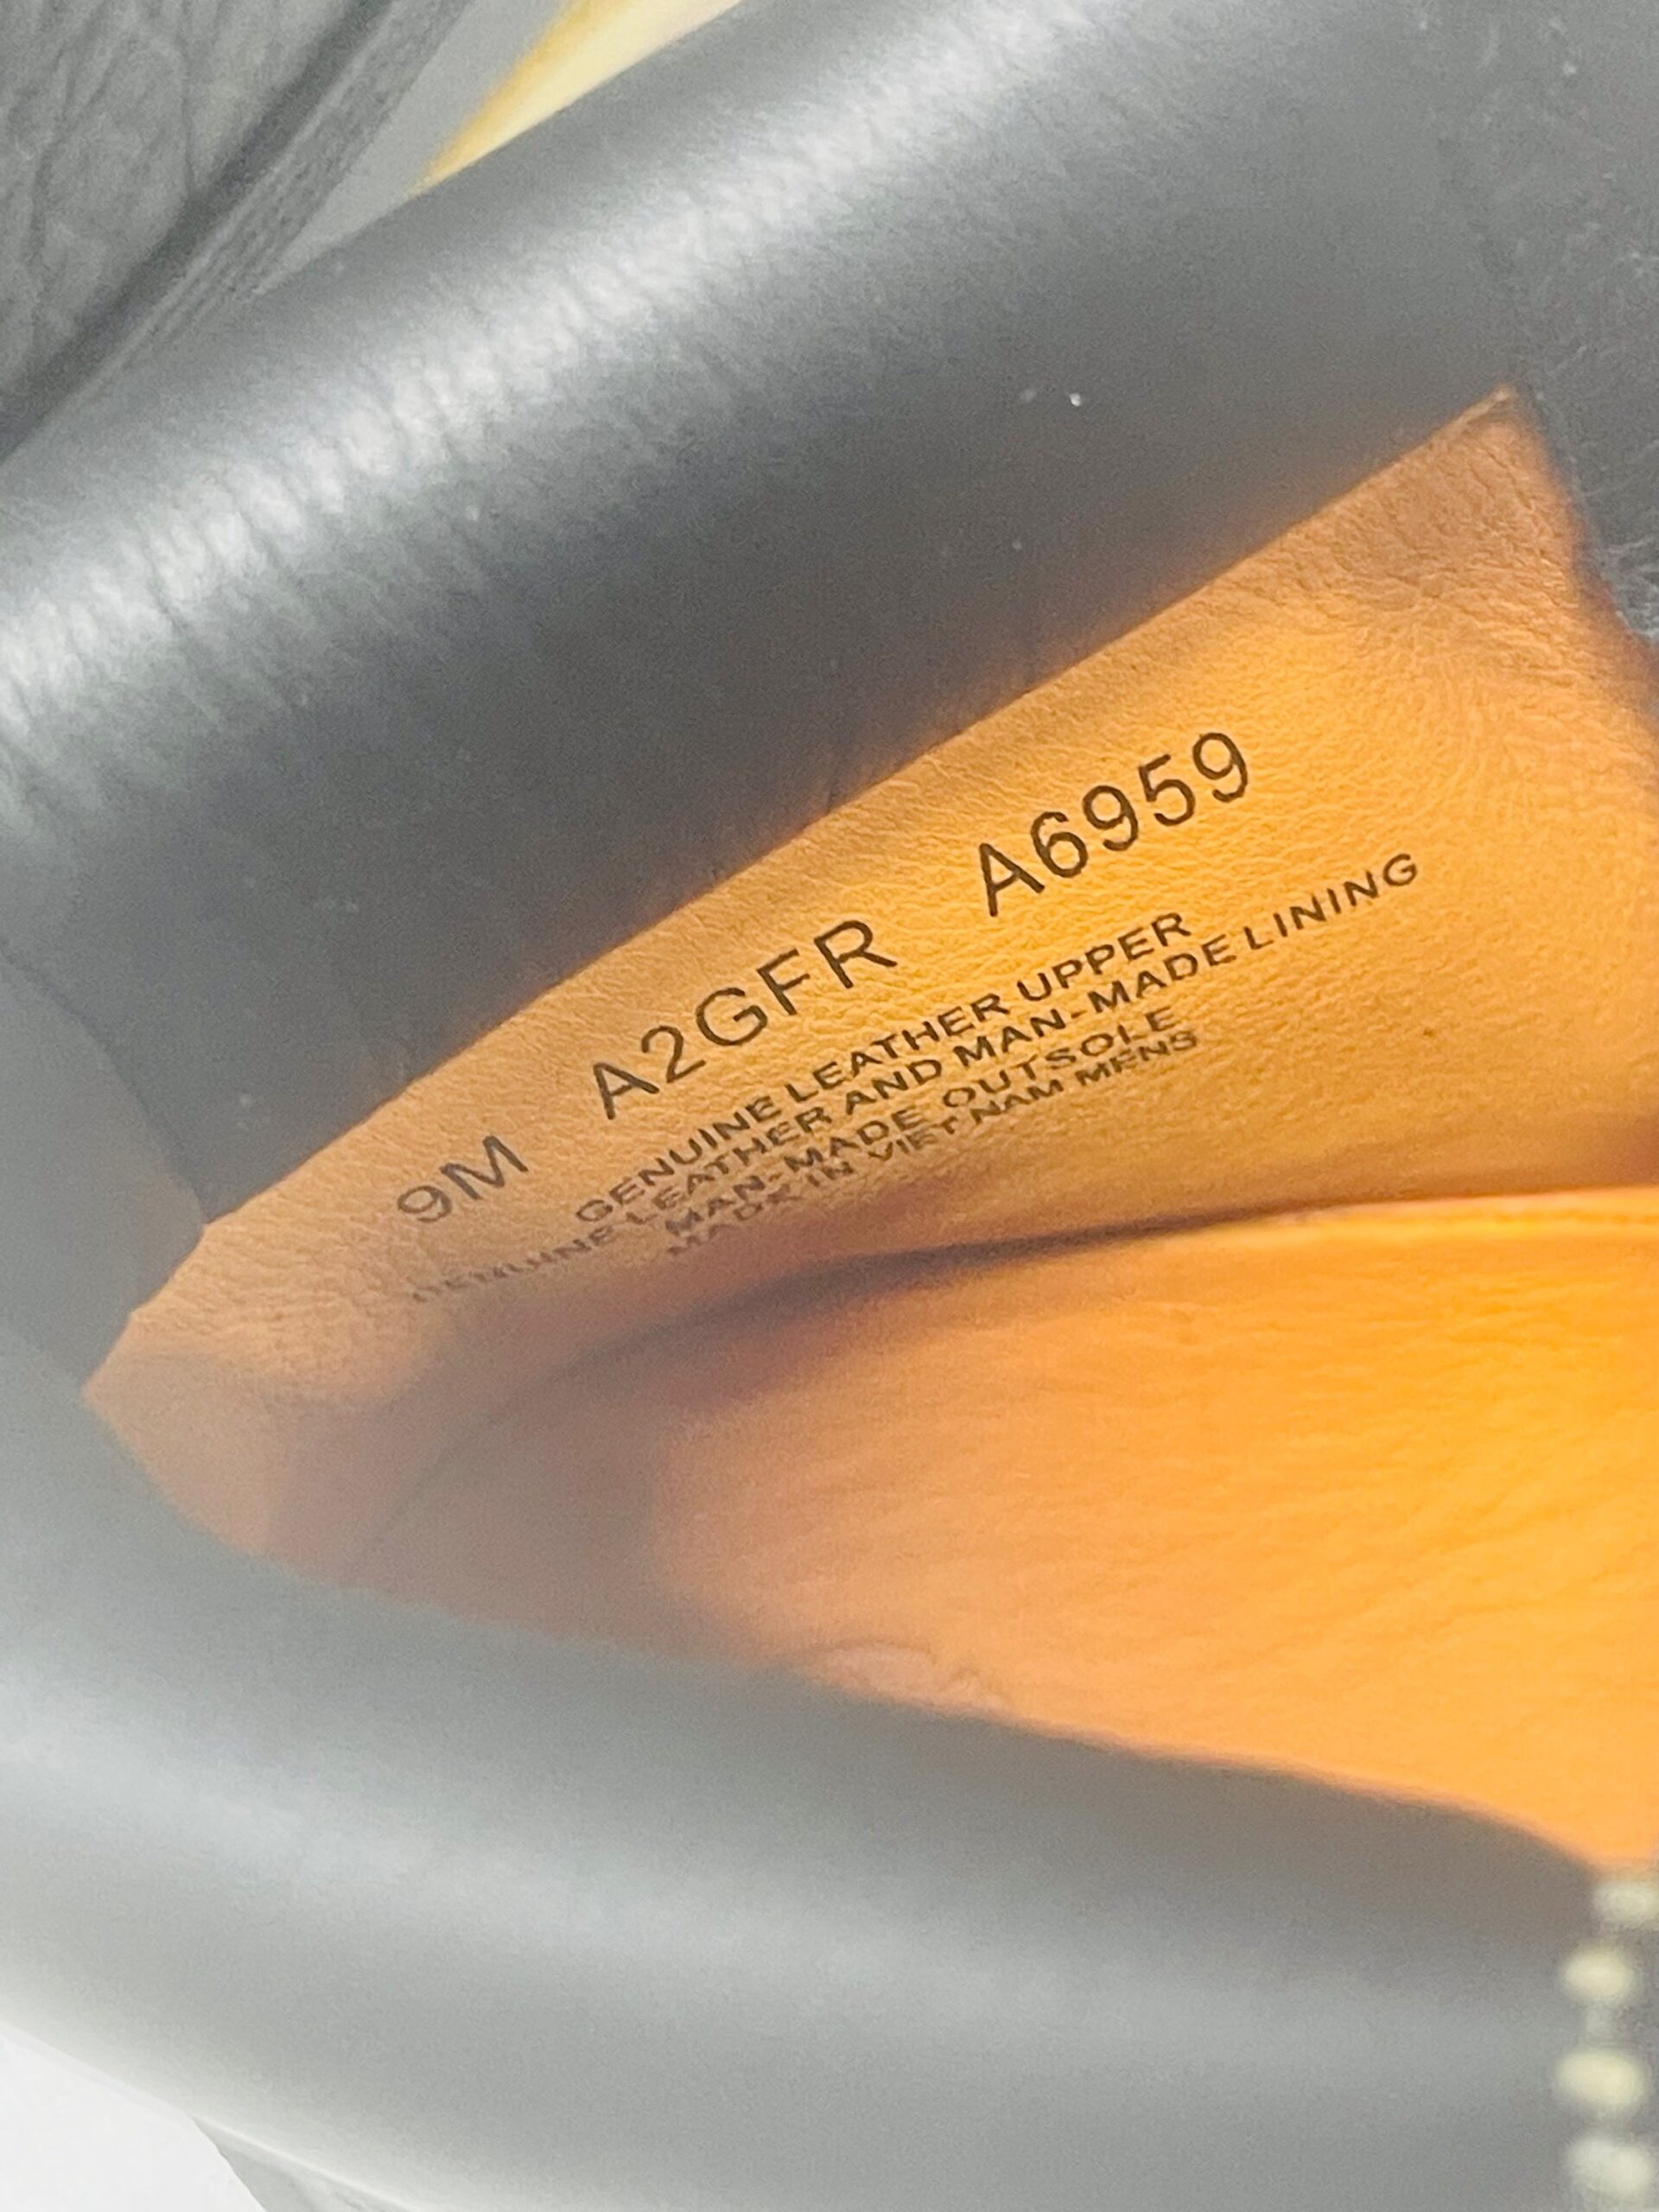 9M A2GFR A6959
GENUINE LEATHER UPPER
GENUINE LEATHER AND MAN-MADE LINING
MAN-MADE OUTSOLE
MADE IN VIET NAM MENS